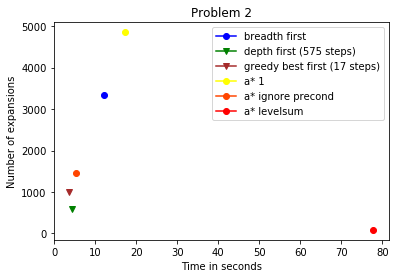 Problem 2
Number of expansions
5000
4000
3000
2000
1000
0
breadth first
depth first (575 steps)
greedy best first (17 steps)
a* 1
a* ignore precond
a* levelsum
0 10 20 30 40 50 60 70 80
Time in seconds